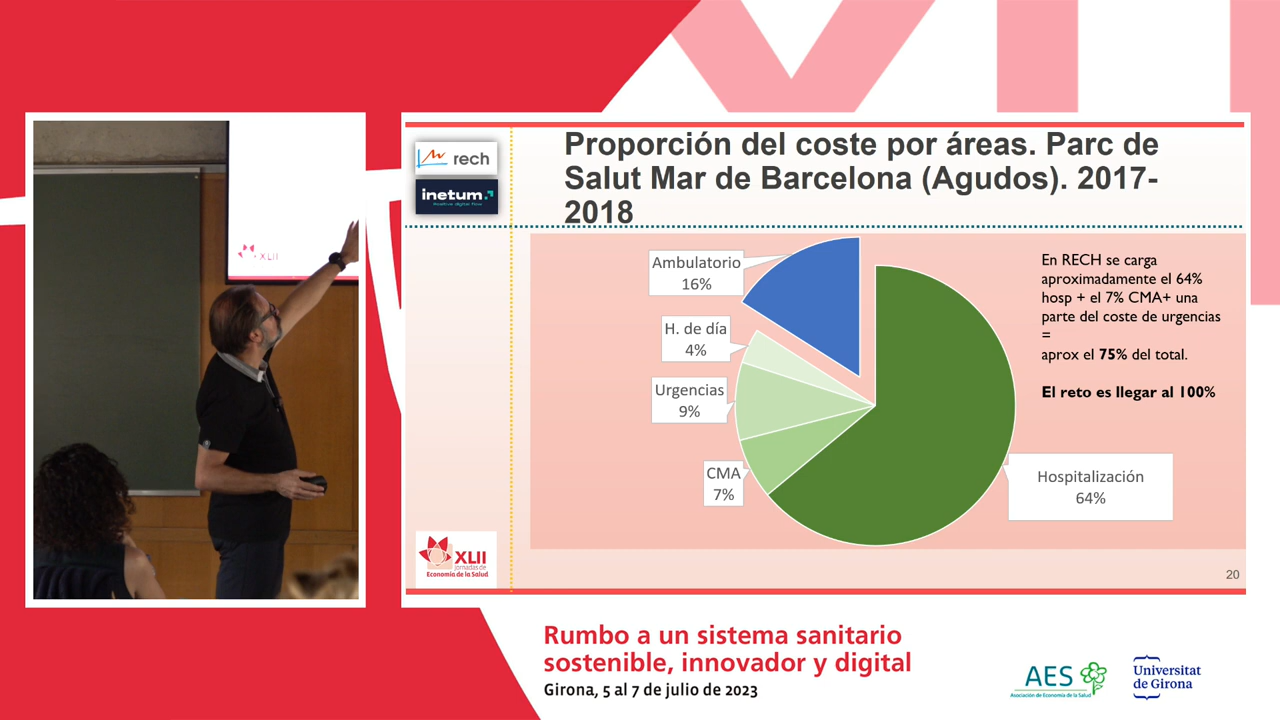 XLII
rech
inetum.
Positive digital flow
Proporción del coste por áreas. Parc de
Salut Mar de Barcelona (Agudos). 2017-
2018
Ambulatorio
16%
H. de día
4%
Urgencias
9%
CMA
7%
Hospitalización
64%
En RECH se carga
aproximadamente el 64%
hosp + el 7% CMA+ una
parte del coste de urgencias
=
aprox el 75% del total.
El reto es llegar al 100%
XLII
jornadas de
Economía de la Salud
20
Rumbo a un sistema sanitario
sostenible, innovador y digital
Girona, 5 al 7 de julio de 2023
AES
Asociación de Economía de la Salud
Universitat
de Girona